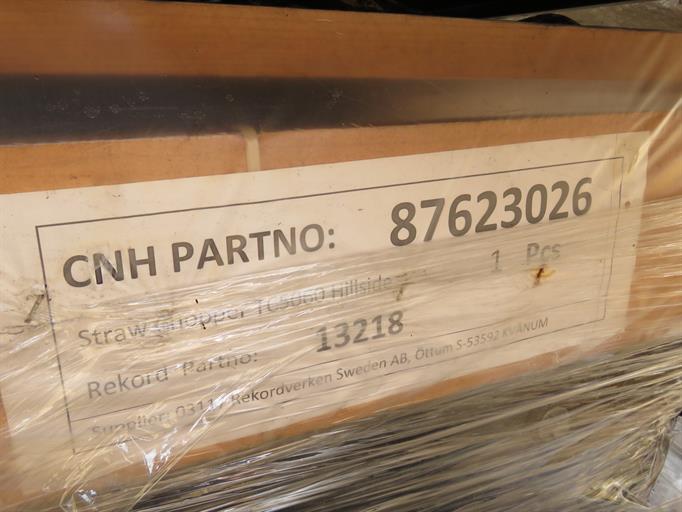 CNH PARTNO: 87623026
Straw Chopper TC5060 Hillside 1 Pcs
Rekord Partno: 13218
Supplier: Rekordverken Sweden AB, Öttum S-53592 KVÄNUM